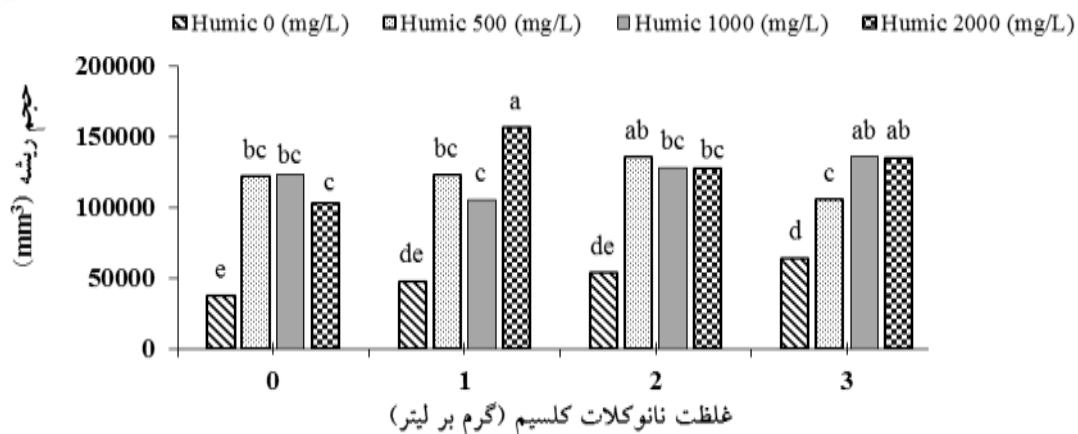 Humic 0 (mg/L) Humic 500 (mg/L) Humic 1000 (mg/L) Humic 2000 (mg/L)
حجم ریشه (mm³)
200000
150000
100000
50000
0
e bc bc c
de bc c a
de ab bc bc
d c ab ab
0 1 2 3
غلظت نانوکلات کلسیم (گرم بر لیتر)